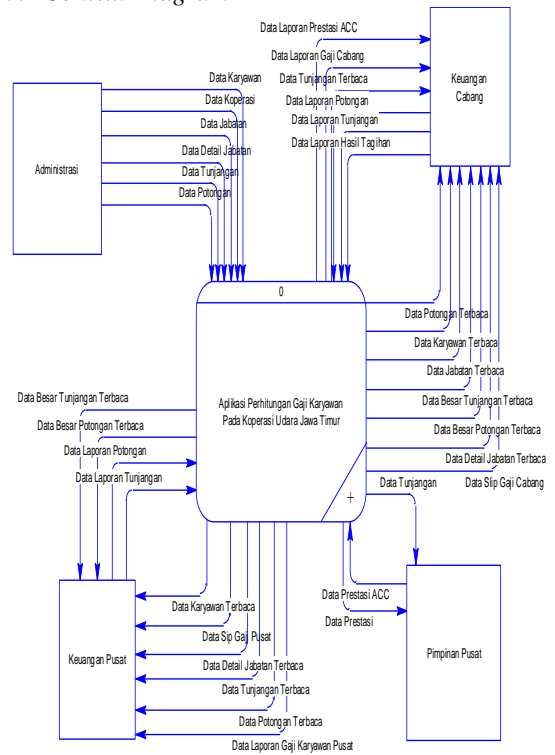 Data Laporan Prestasi ACC
Data Laporan Gaji Cabang
Data Tunjangan Terbaca
Data Laporan Potongan
Data Laporan Tunjangan
Data Laporan Hasil Tagihan
Keuangan
Cabang
Data Karyawan
Data Koperasi
Data Jabatan
Data Detail Jabatan
Data Tunjangan
Data Potongan
Administrasi
0
Aplikasi Perhitungan Gaji Karyawan
Pada Koperasi Udara Jawa Timur
+
Data Potongan Terbaca
Data Karyawan Terbaca
Data Jabatan Terbaca
Data Besar Tunjangan Terbaca
Data Besar Potongan Terbaca
Data Detail Jabatan Terbaca
Data Slip Gaji Cabang
Data Tunjangan
Data Besar Tunjangan Terbaca
Data Besar Potongan Terbaca
Data Laporan Potongan
Data Laporan Tunjangan
Data Prestasi ACC
Data Prestasi
Pimpinan Pusat
Keuangan Pusat
Data Karyawan Terbaca
Data Sip Gaji Pusat
Data Detail Jabatan Terbaca
Data Tunjangan Terbaca
Data Potongan Terbaca
Data Laporan Gaji Karyawan Pusat